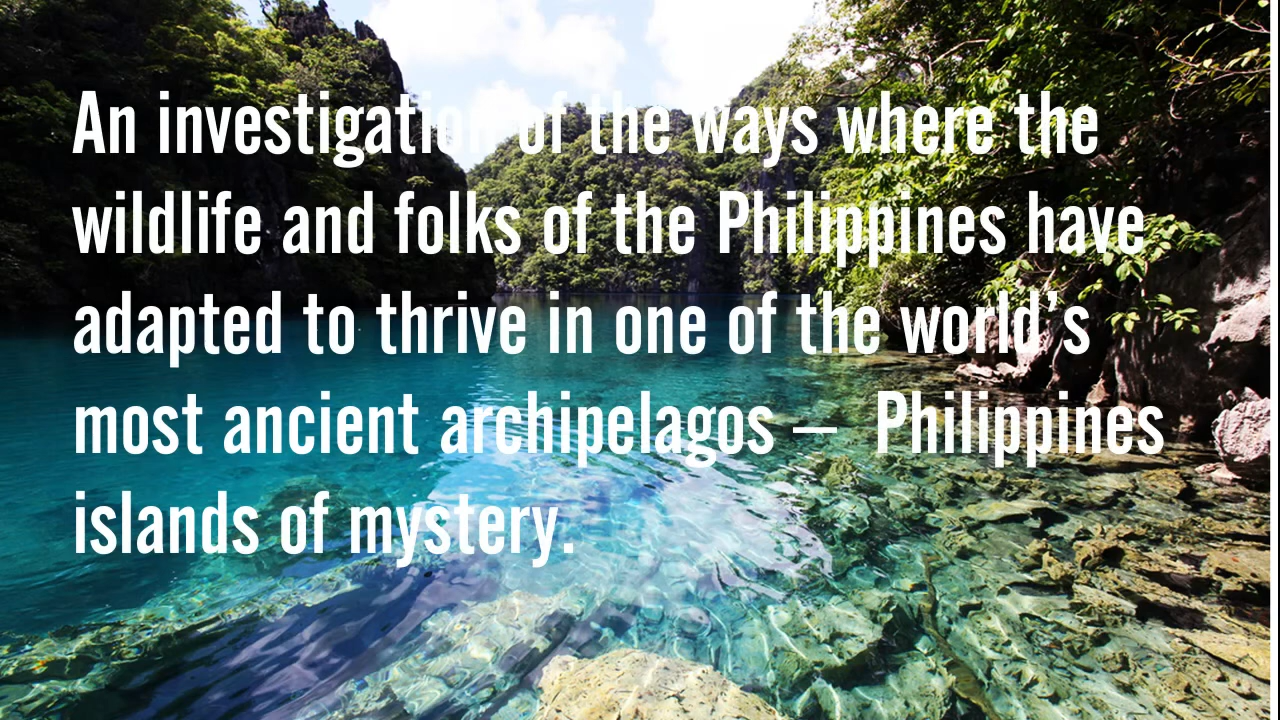 An investigation of the ways where the
wildlife and folks of the Philippines have
adapted to thrive in one of the world’s
most ancient archipelagos –  Philippines
islands of mystery.